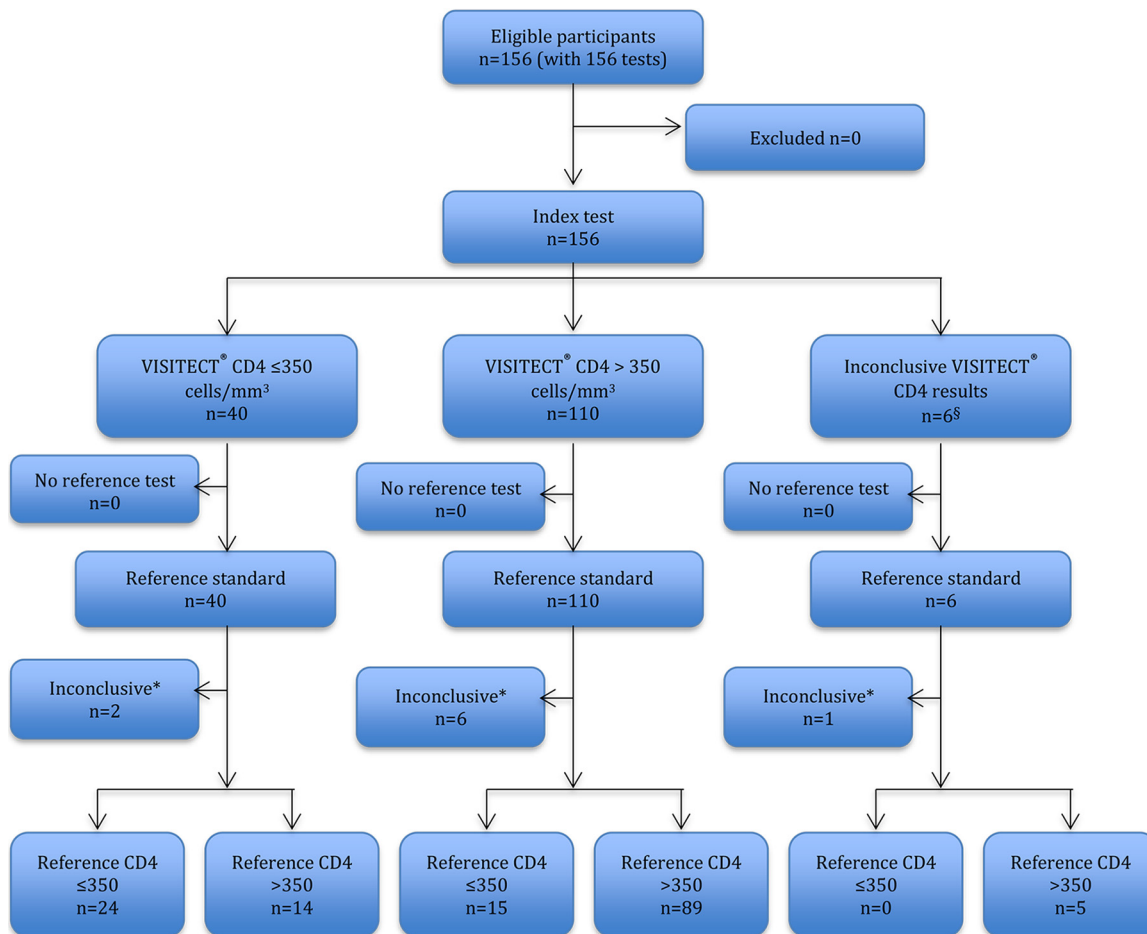 Eligible participants
n=156 (with 156 tests)
Excluded n=0
Index test
n=156
VISITECT® CD4 ≤350
cells/mm³
n=40
VISITECT® CD4 > 350
cells/mm³
n=110
Inconclusive VISITECT®
CD4 results
n=6§
No reference test
n=0
No reference test
n=0
No reference test
n=0
Reference standard
n=40
Reference standard
n=110
Reference standard
n=6
Inconclusive*
n=2
Inconclusive*
n=6
Inconclusive*
n=1
Reference CD4
≤350
n=24
Reference CD4
>350
n=14
Reference CD4
≤350
n=15
Reference CD4
>350
n=89
Reference CD4
≤350
n=0
Reference CD4
>350
n=5